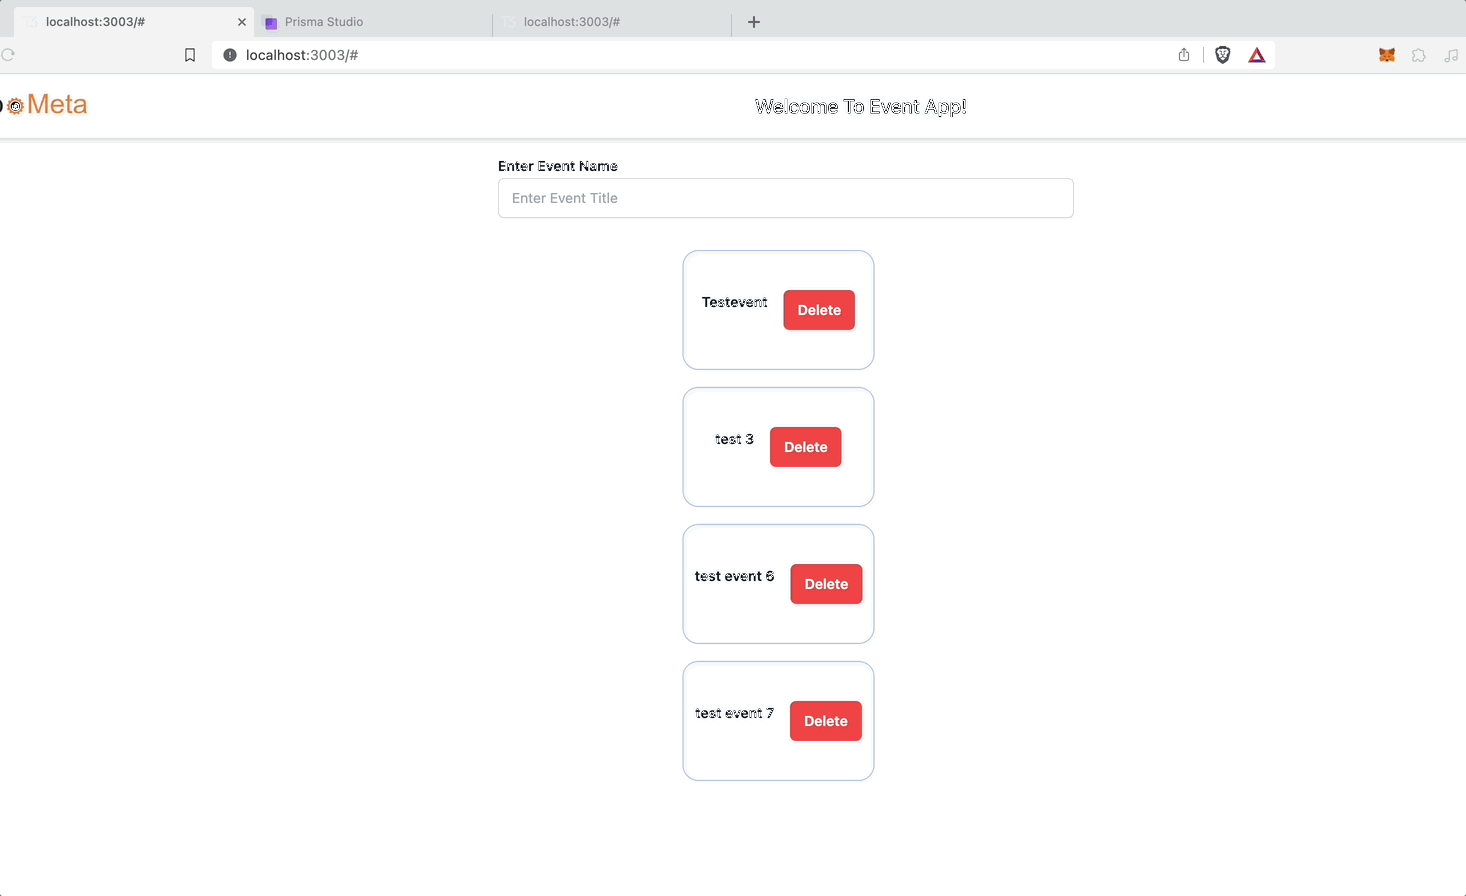 localhost:3003/#
Prisma Studio
localhost:3003/#
localhost:3003/#
Meta
Welcome To Event App!
Enter Event Name
Enter Event Title
Testevent
Delete
test 3
Delete
test event 6
Delete
test event 7
Delete